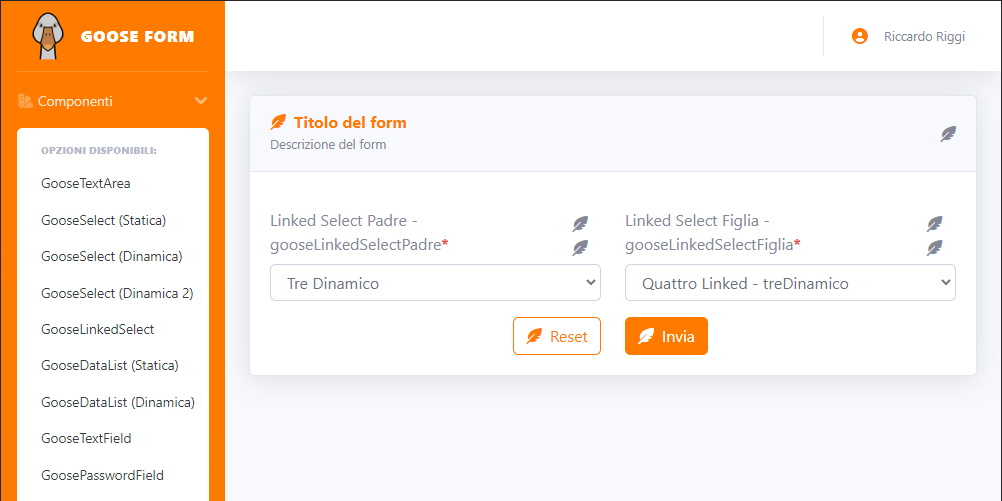 GOOSE FORM
Riccardo Riggi
Componenti
OPZIONI DISPONIBILI:
GooseTextArea
GooseSelect (Statica)
GooseSelect (Dinamica)
GooseSelect (Dinamica 2)
GooseLinkedSelect
GooseDataList (Statica)
GooseDataList (Dinamica)
GooseTextField
GoosePasswordField
Titolo del form
Descrizione del form
Linked Select Padre -
gooseLinkedSelectPadre*
Tre Dinamico
Linked Select Figlia -
gooseLinkedSelectFiglia*
Quattro Linked - treDinamico
Reset
Invia